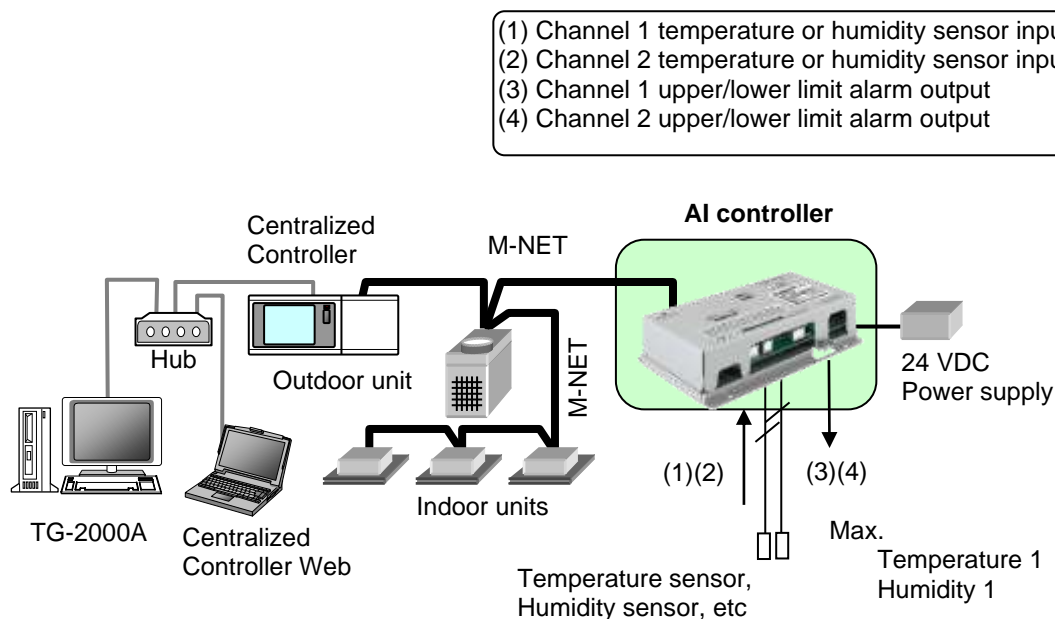 (1) Channel 1 temperature or humidity sensor inpu
(2) Channel 2 temperature or humidity sensor inpu
(3) Channel 1 upper/lower limit alarm output
(4) Channel 2 upper/lower limit alarm output
AI controller
Centralized
Controller
M-NET
Hub
Outdoor unit
M-NET
24 VDC
Power supply
(1)(2)
(3)(4)
Indoor units
TG-2000A
Centralized
Controller Web
Max.
Temperature 1
Humidity 1
Temperature sensor,
Humidity sensor, etc